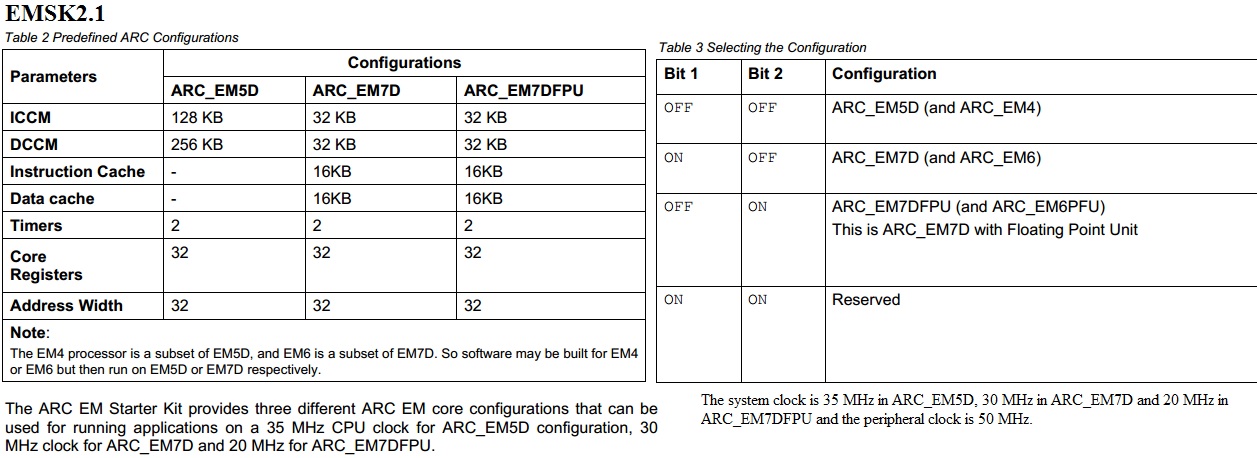 EMSK2.1
Table 2 Predefined ARC Configurations
Parameters
Configurations
ARC_EM5D ARC_EM7D ARC_EM7DFPU
ICCM 128 KB 32 KB 32 KB
DCCM 256 KB 32 KB 32 KB
Instruction Cache - 16KB 16KB
Data cache - 16KB 16KB
Timers 2 2 2
Core 32 32 32
Registers
Address Width 32 32 32
Note:
The EM4 processor is a subset of EM5D, and EM6 is a subset of EM7D. So software may be built for EM4
or EM6 but then run on EM5D or EM7D respectively.
The ARC EM Starter Kit provides three different ARC EM core configurations that can be
used for running applications on a 35 MHz CPU clock for ARC_EM5D configuration, 30
MHz clock for ARC_EM7D and 20 MHz for ARC_EM7DFPU.
Table 3 Selecting the Configuration
Bit 1 Bit 2 Configuration
OFF OFF ARC_EM5D (and ARC_EM4)
ON OFF ARC_EM7D (and ARC_EM6)
OFF ON ARC_EM7DFPU (and ARC_EM6PFU)
This is ARC_EM7D with Floating Point Unit
ON ON Reserved
The system clock is 35 MHz in ARC_EM5D, 30 MHz in ARC_EM7D and 20 MHz in
ARC_EM7DFPU and the peripheral clock is 50 MHz.